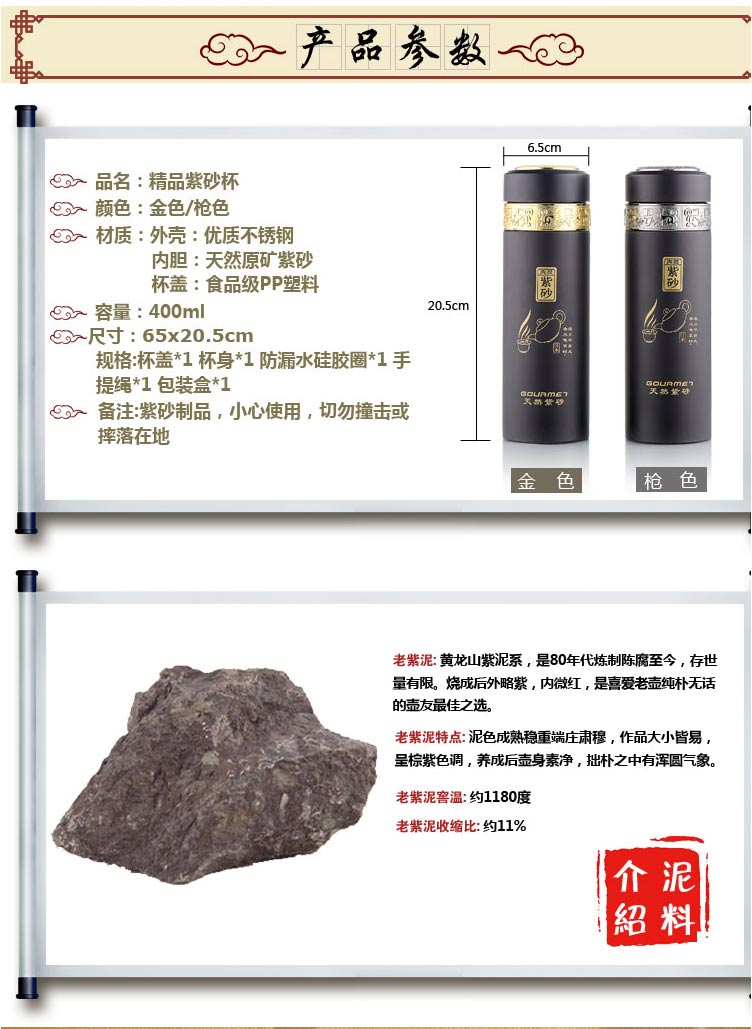 产品参数
品名：精品紫砂杯
颜色：金色/枪色
材质：外壳：优质不锈钢
内胆：天然原矿紫砂
杯盖：食品级PP塑料
容量：400ml
尺寸：65x20.5cm
规格:杯盖*1 杯身*1 防漏水硅胶圈*1 手
提绳*1 包装盒*1
备注:紫砂制品，小心使用，切勿撞击或
摔落在地
6.5cm
20.5cm
紫砂
GOURMET
天然紫砂
金 色
紫砂
GOURMET
天然紫砂
枪 色
老紫泥: 黄龙山紫泥系，是80年代炼制陈腐至今，存世
量有限。烧成后外略紫，内微红，是喜爱老壶纯朴无话
的壶友最佳之选。
老紫泥特点: 泥色成熟稳重端庄肃穆，作品大小皆易，
呈棕紫色调，养成后壶身素净，拙朴之中有浑圆气象。
老紫泥窖温: 约1180度
老紫泥收缩比: 约11%
泥料
介紹